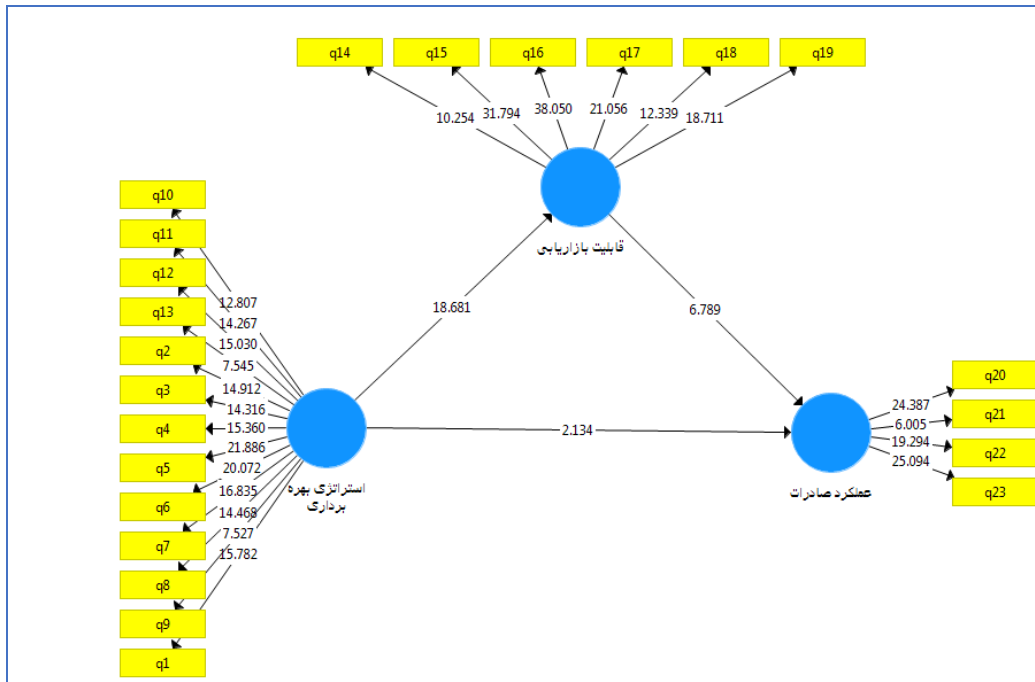 q14
q15
q16
q17
q18
q19
10.254
31.794
38.050
21.056
12.339
18.711
قابلیت بازاریابی
q10
q11
q12
q13
q2
q3
q4
q5
q6
q7
q8
q9
q1
12.807
14.267
15.030
7.545
14.912
14.316
15.360
21.886
20.072
16.835
14.468
7.527
15.782
استراتژی بهره
برداری
18.681
6.789
2.134
24.387
6.005
19.294
25.094
q20
q21
q22
q23
عملکرد صادرات